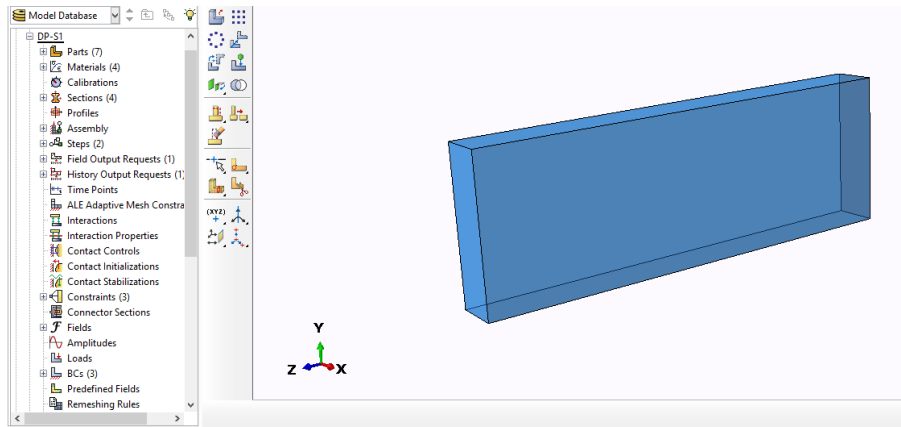 Model Database
DP-S1
Parts (7)
Materials (4)
Calibrations
Sections (4)
Profiles
Assembly
Steps (2)
Field Output Requests (1)
History Output Requests (1)
Time Points
ALE Adaptive Mesh Constra
Interactions
Interaction Properties
Contact Controls
Contact Initializations
Contact Stabilizations
Constraints (3)
Connector Sections
Fields
Amplitudes
Loads
BCs (3)
Predefined Fields
Remeshing Rules
(XYZ)
Y
Z
X